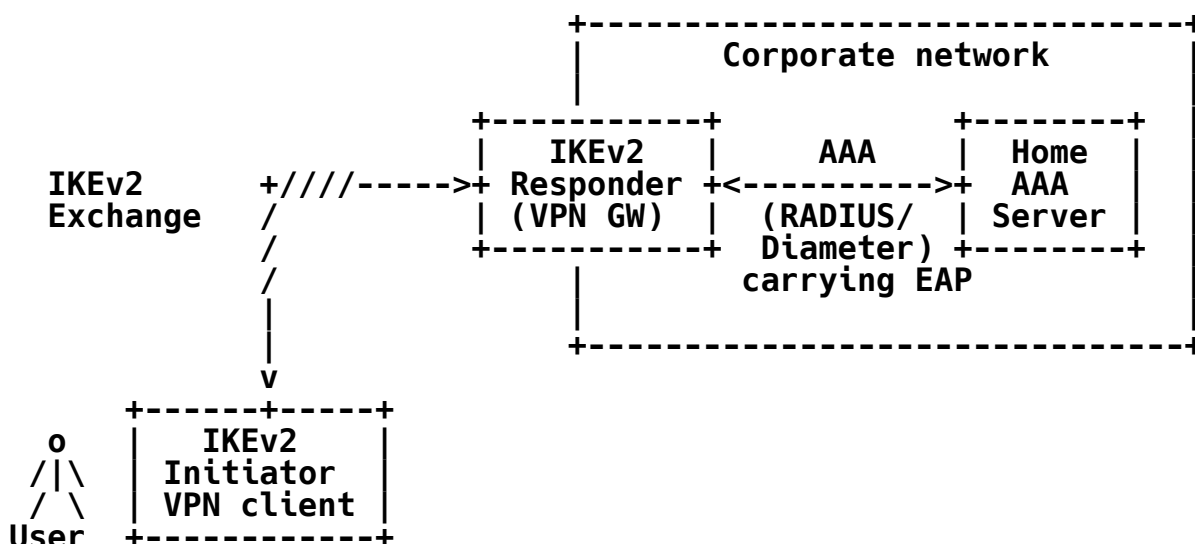 Corporate network
IKEv2 AAA Home
IKEv2 Responder AAA
Exchange (VPN GW) (RADIUS/ Server
Diameter)
carrying EAP
IKEv2
o
Initiator
VPN client
User